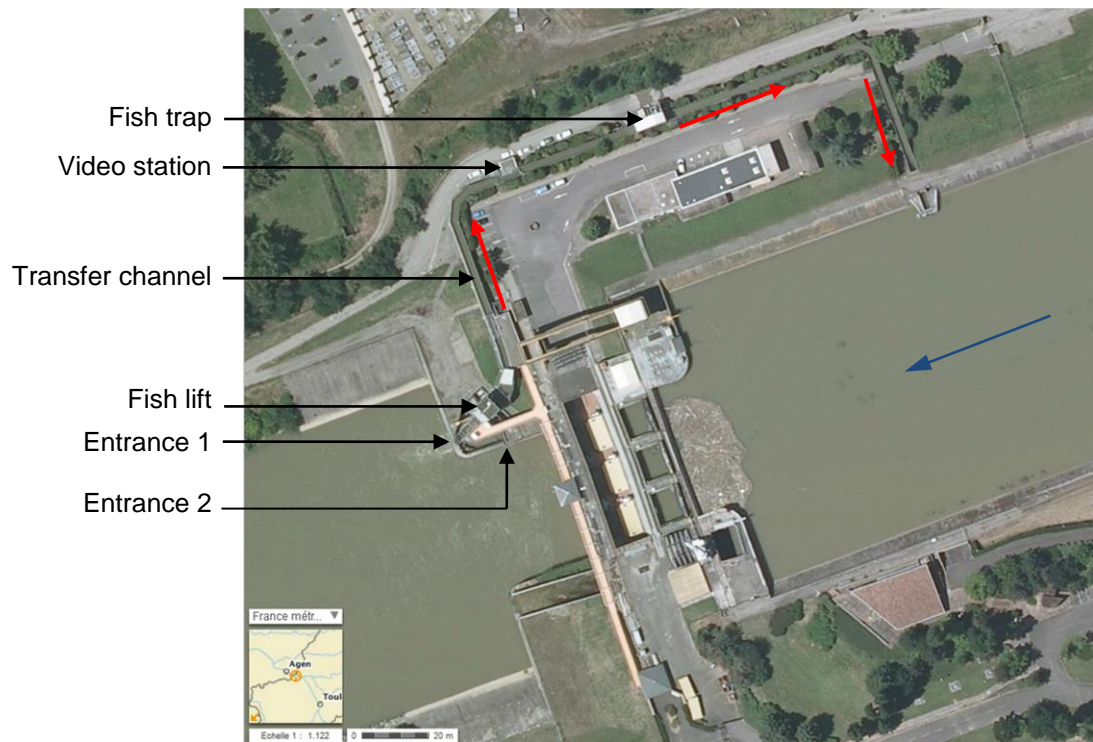 Fish trap
Video station
Transfer channel
Fish lift
Entrance 1
Entrance 2
France métr...
Agen
Toul
Echelle 1 : 1.122 0 20 m